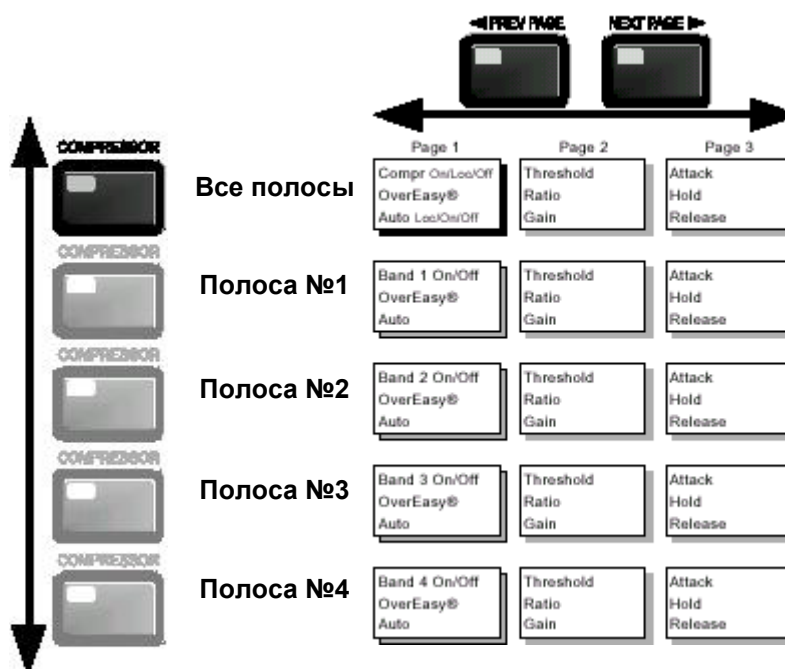 PREV PAGE NEXT PAGE
Page 1 Page 2 Page 3
COMPRESSOR
Все полосы
Compr On/Loc/Off
OverEasy®
Auto Loc/On/Off
Threshold
Ratio
Gain
Attack
Hold
Release
COMPRESSOR
Полоса №1
Band 1 On/Off
OverEasy®
Auto
Threshold
Ratio
Gain
Attack
Hold
Release
COMPRESSOR
Полоса №2
Band 2 On/Off
OverEasy®
Auto
Threshold
Ratio
Gain
Attack
Hold
Release
COMPRESSOR
Полоса №3
Band 3 On/Off
OverEasy®
Auto
Threshold
Ratio
Gain
Attack
Hold
Release
COMPRESSOR
Полоса №4
Band 4 On/Off
OverEasy®
Auto
Threshold
Ratio
Gain
Attack
Hold
Release